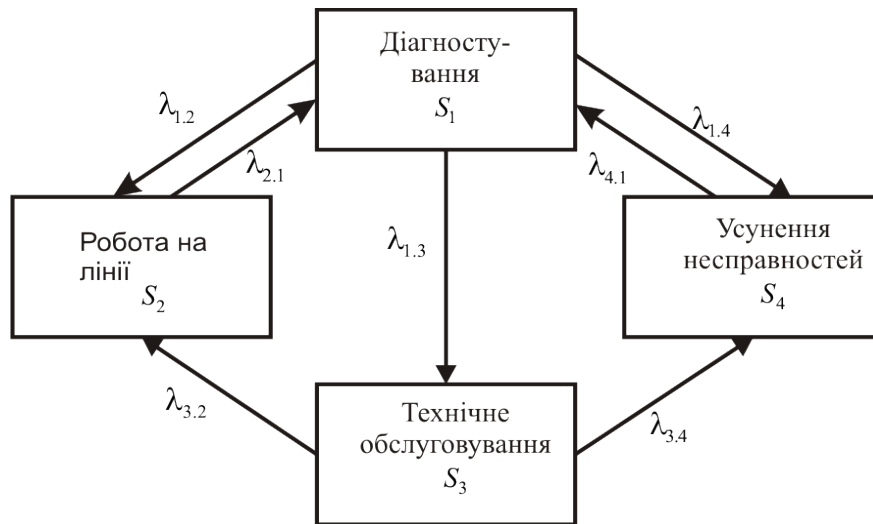 Діагносту-
вання
S₁
λ₁.₂
λ₂.₁
λ₁.₄
λ₄.₁
Робота на
лінії
S₂
λ₁.₃
Усунення
несправностей
S₄
λ₃.₂
Технічне
обслуговування
S₃
λ₃.₄